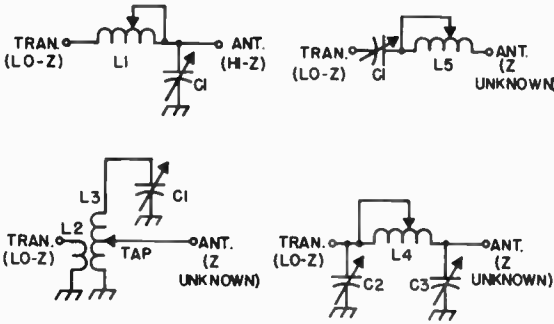 TRAN.
(LO-Z)
L1
ANT.
(HI-Z)
C1
TRAN.
(LO-Z)
C1
L5
ANT.
(Z
UNKNOWN)
L3
C1
L2
TRAN.
(LO-Z)
TAP
ANT.
(Z
UNKNOWN)
TRAN.
(LO-Z)
L4
ANT.
(Z
UNKNOWN)
C2
C3